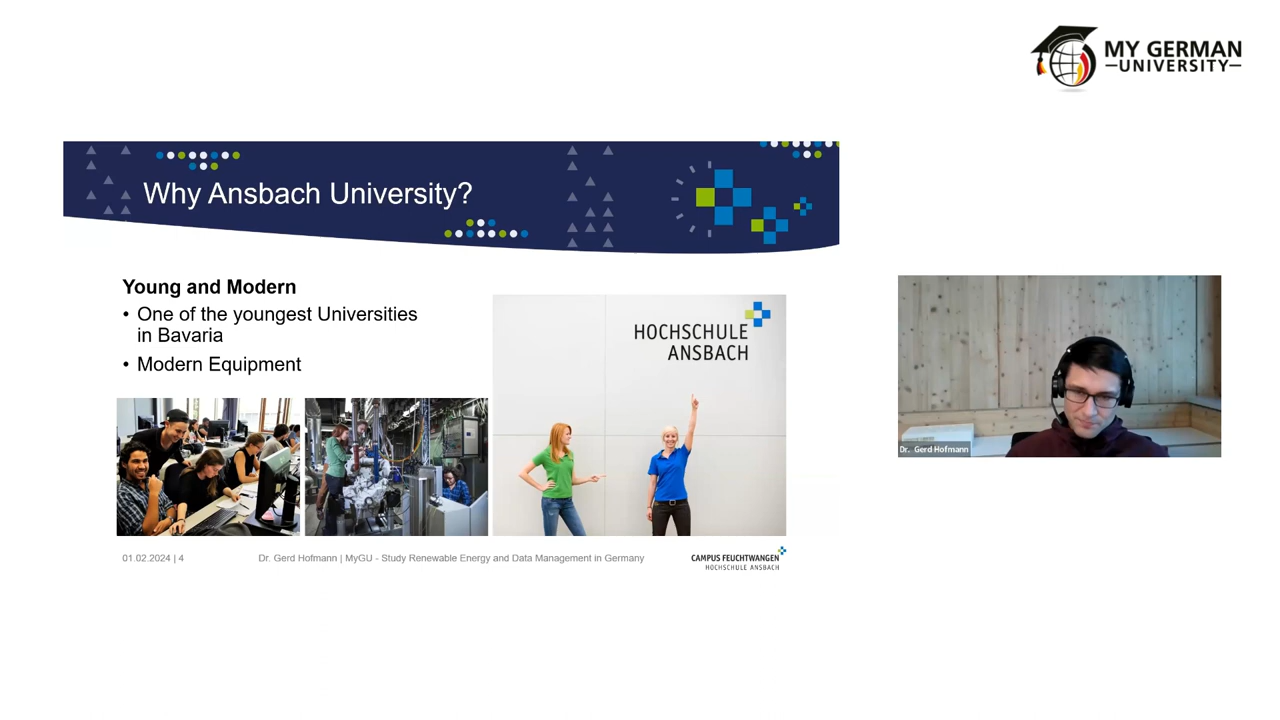 MY GERMAN
UNIVERSITY
Why Ansbach University?
Young and Modern
• One of the youngest Universities
in Bavaria
• Modern Equipment
HOCHSCHULE
ANSBACH
Dr. Gerd Hofmann
01.02.2024 | 4
Dr. Gerd Hofmann | MyGU - Study Renewable Energy and Data Management in Germany
CAMPUS FEUCHTWANGEN
HOCHSCHULE ANSBACH